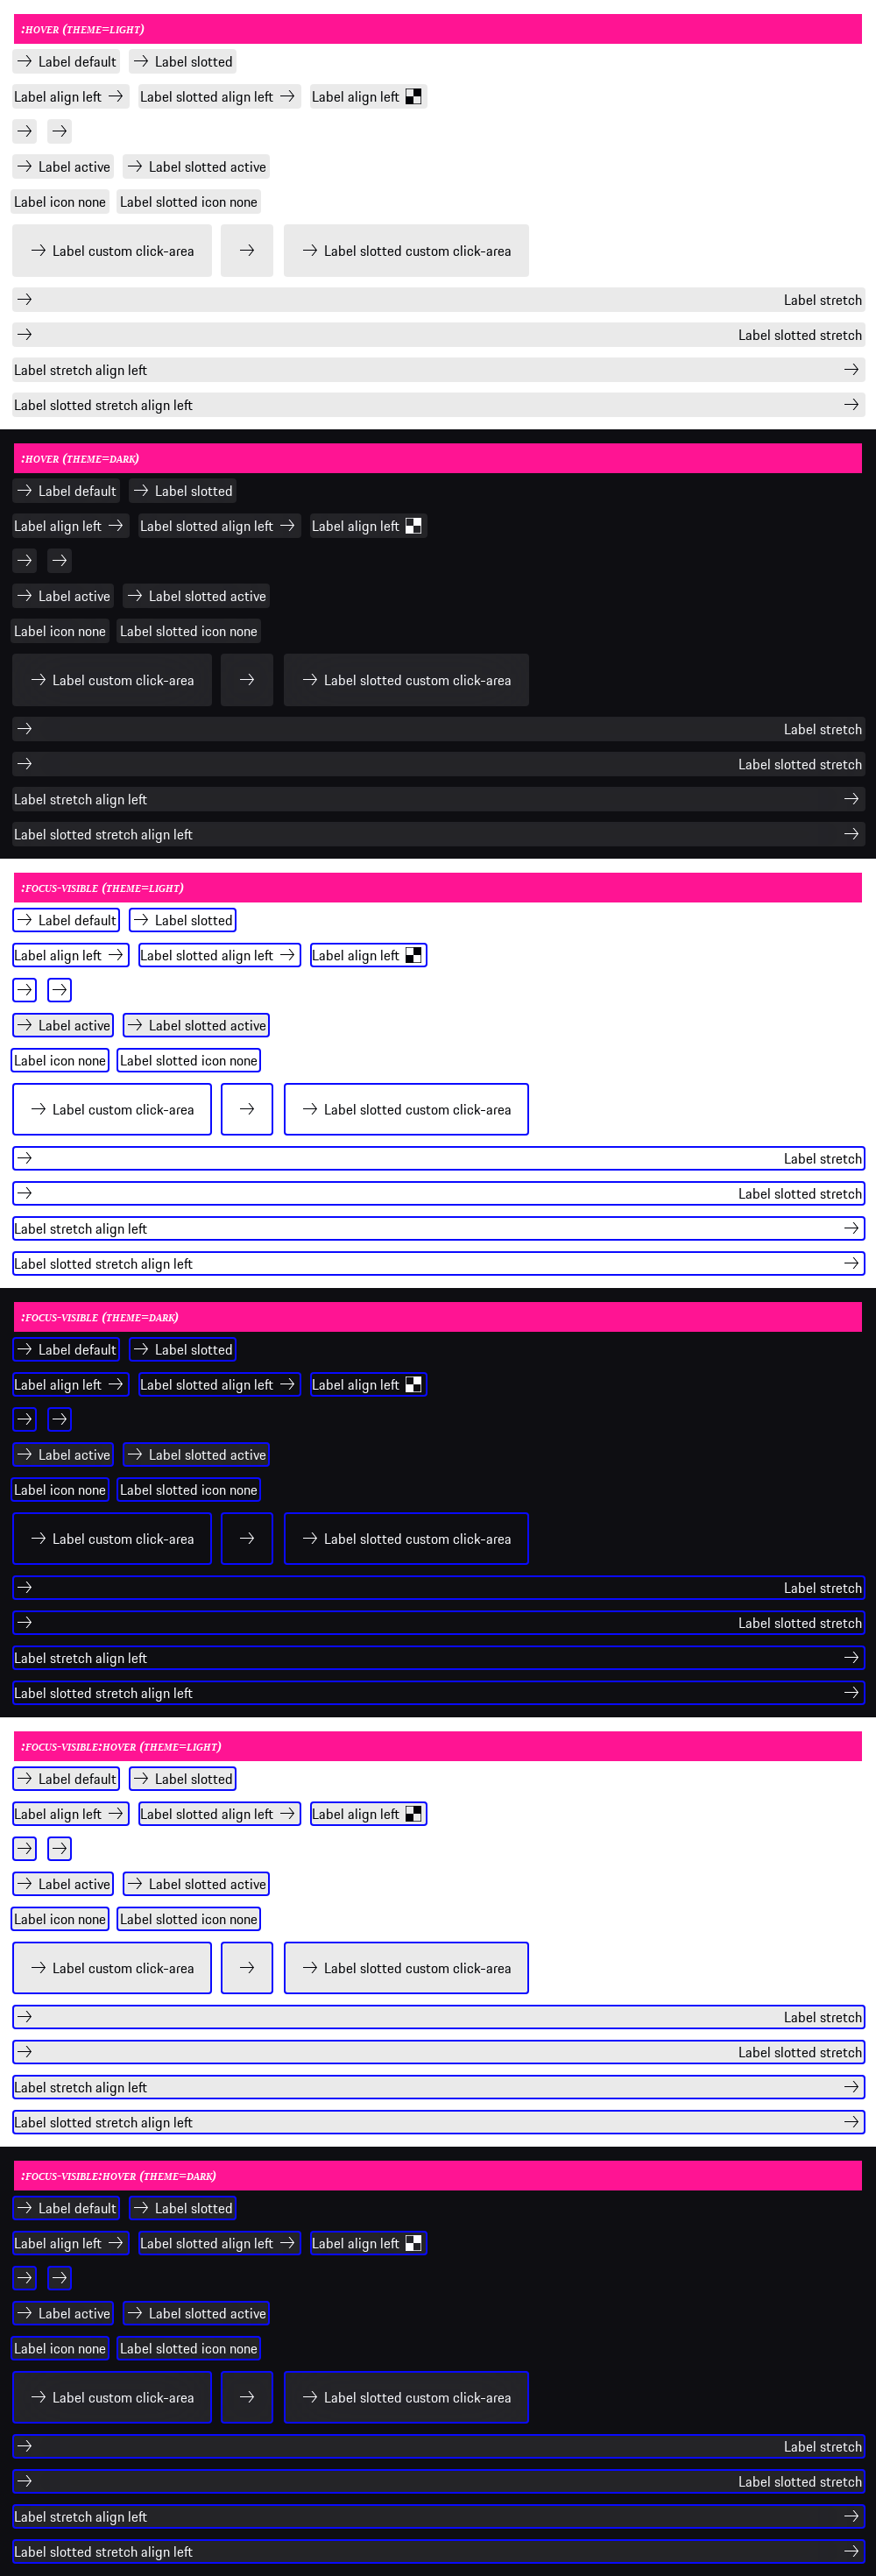 :HOVER (THEME=LIGHT)
Label default Label slotted
Label align left Label slotted align left Label align left
Label active Label slotted active
Label icon none Label slotted icon none
Label custom click-area Label slotted custom click-area
Label stretch
Label slotted stretch
Label stretch align left
Label slotted stretch align left
:HOVER (THEME=DARK)
Label default Label slotted
Label align left Label slotted align left Label align left
Label active Label slotted active
Label icon none Label slotted icon none
Label custom click-area Label slotted custom click-area
Label stretch
Label slotted stretch
Label stretch align left
Label slotted stretch align left
:FOCUS-VISIBLE (THEME=LIGHT)
Label default Label slotted
Label align left Label slotted align left Label align left
Label active Label slotted active
Label icon none Label slotted icon none
Label custom click-area Label slotted custom click-area
Label stretch
Label slotted stretch
Label stretch align left
Label slotted stretch align left
:FOCUS-VISIBLE (THEME=DARK)
Label default Label slotted
Label align left Label slotted align left Label align left
Label active Label slotted active
Label icon none Label slotted icon none
Label custom click-area Label slotted custom click-area
Label stretch
Label slotted stretch
Label stretch align left
Label slotted stretch align left
:FOCUS-VISIBLE:HOVER (THEME=LIGHT)
Label default Label slotted
Label align left Label slotted align left Label align left
Label active Label slotted active
Label icon none Label slotted icon none
Label custom click-area Label slotted custom click-area
Label stretch
Label slotted stretch
Label stretch align left
Label slotted stretch align left
:FOCUS-VISIBLE:HOVER (THEME=DARK)
Label default Label slotted
Label align left Label slotted align left Label align left
Label active Label slotted active
Label icon none Label slotted icon none
Label custom click-area Label slotted custom click-area
Label stretch
Label slotted stretch
Label stretch align left
Label slotted stretch align left